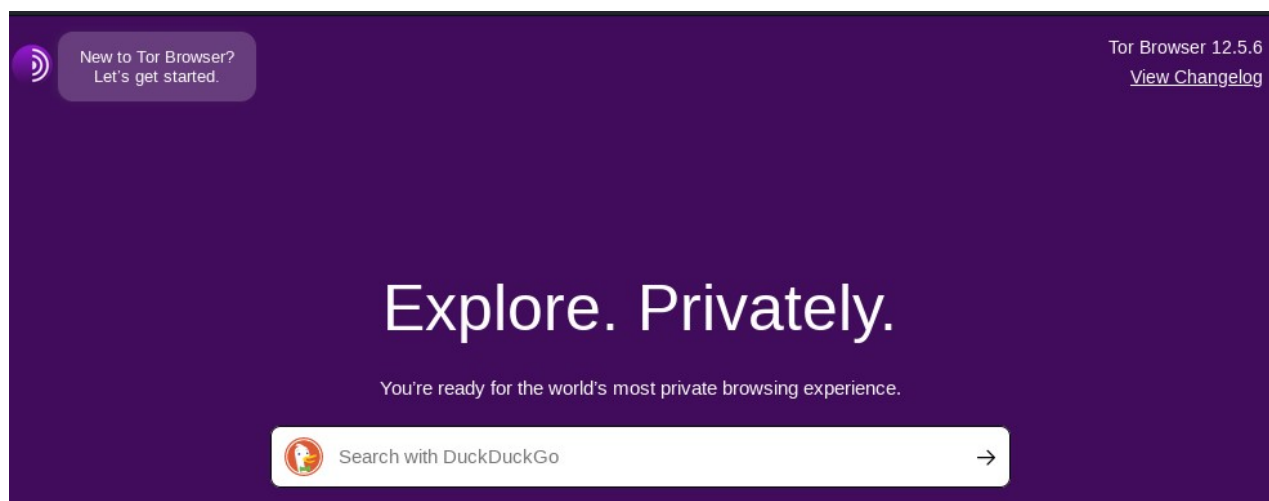 New to Tor Browser?
Let's get started.
Tor Browser 12.5.6
View Changelog
Explore. Privately.
You’re ready for the world’s most private browsing experience.
Search with DuckDuckGo